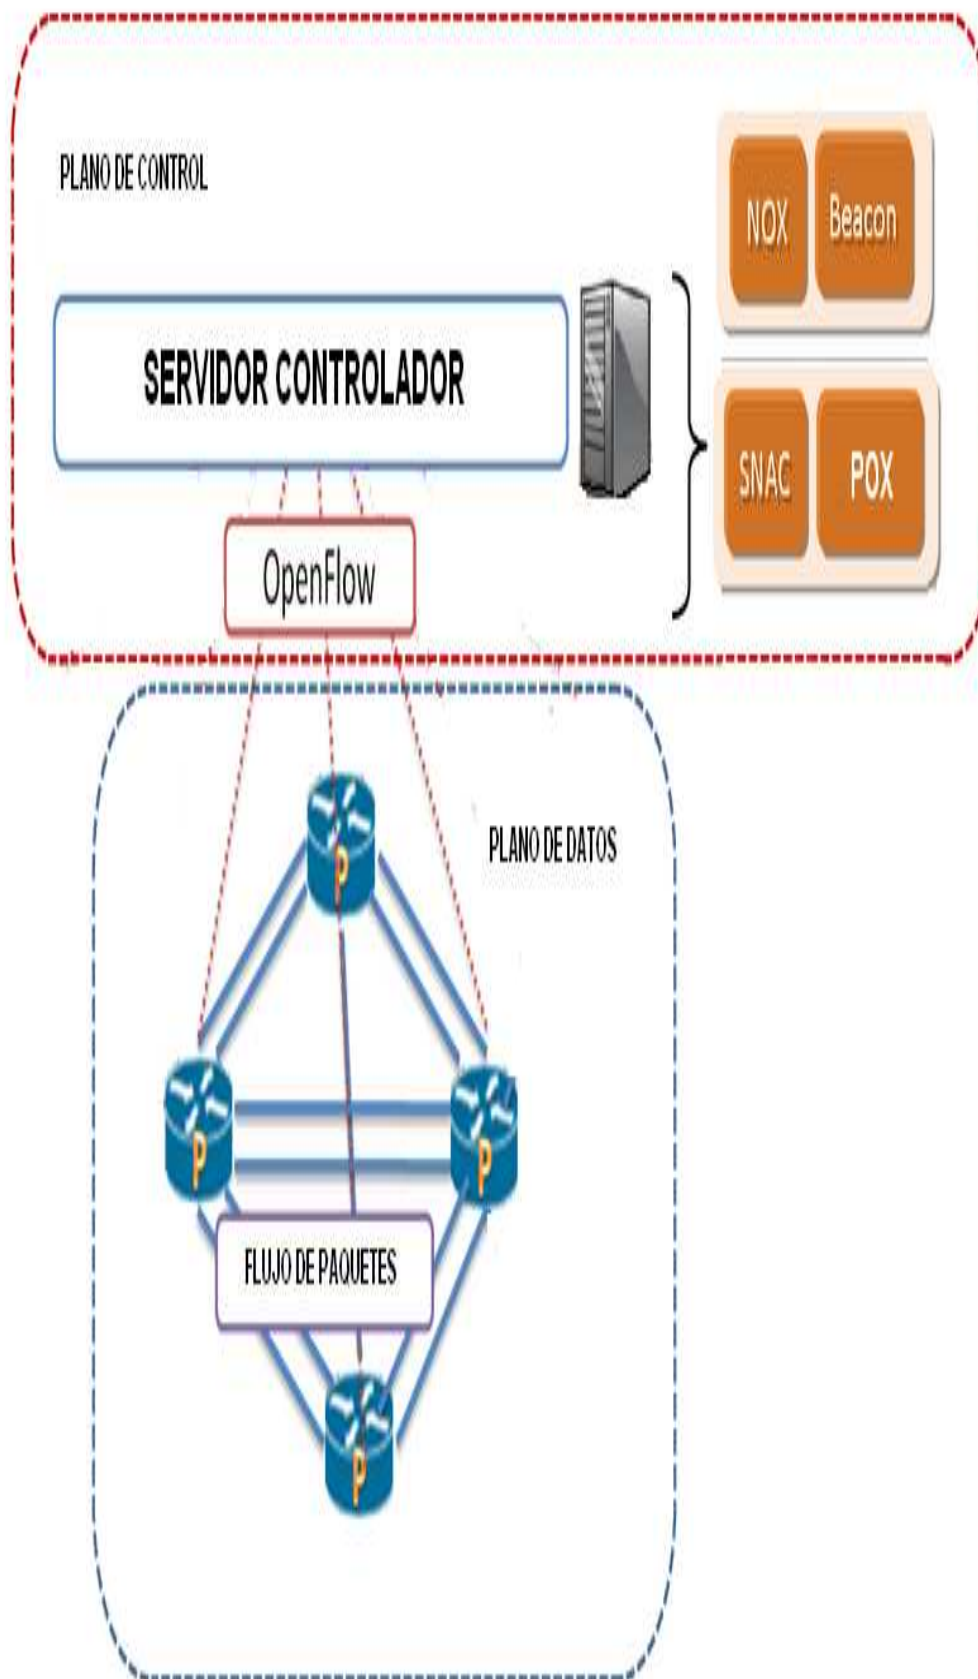 PLANO DE CONTROL
NOX
Beacon
SERVIDOR CONTROLADOR
SNAC
POX
OpenFlow
PLANO DE DATOS
P
P
P
FLUJO DE PAQUETES
P